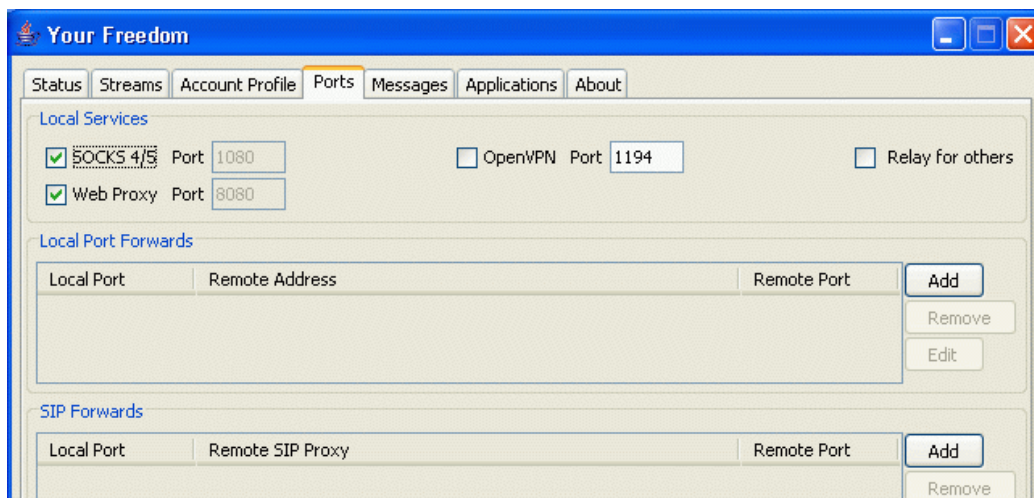 Your Freedom
Status Streams Account Profile Ports Messages Applications About
Local Services
SOCKS 4/5 Port 1080 OpenVPN Port 1194 Relay for others
Web Proxy Port 8080
Local Port Forwards
Local Port Remote Address Remote Port Add
Remove
Edit
SIP Forwards
Local Port Remote SIP Proxy Remote Port Add
Remove